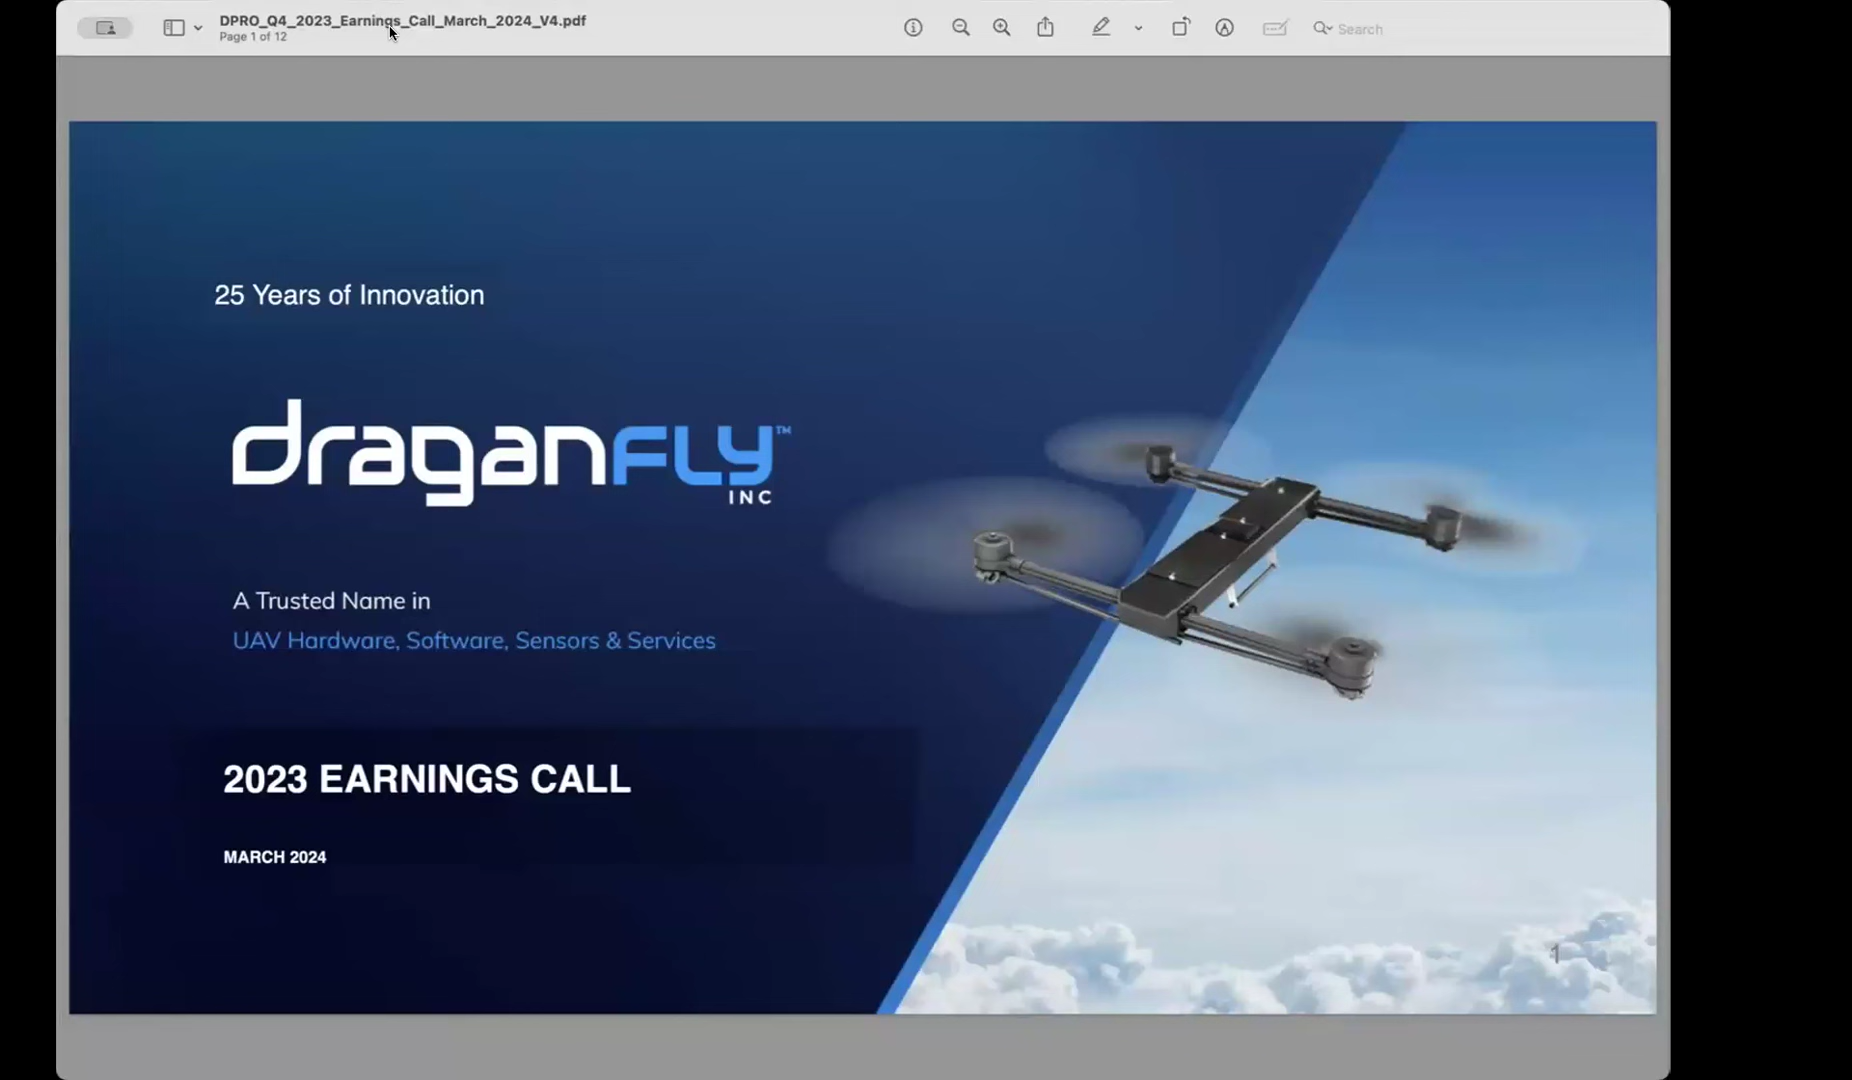 DPRO_Q4_2023_Earnings_Call_March_2024_V4.pdf
Page 1 of 12
Search
25 Years of Innovation
draganFLY™
INC
A Trusted Name in
UAV Hardware, Software, Sensors & Services
2023 EARNINGS CALL
MARCH 2024
1